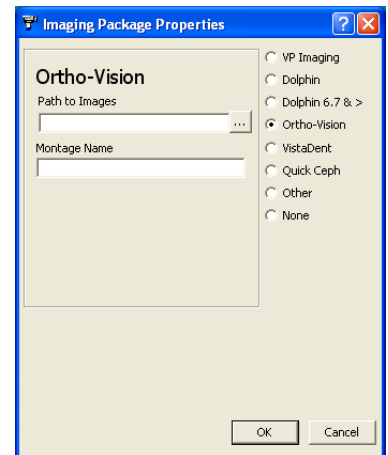 Imaging Package Properties
Ortho-Vision
Path to Images
...
Montage Name
VP Imaging
Dolphin
Dolphin 6.7 & >
Ortho-Vision
VistaDent
Quick Ceph
Other
None
OK
Cancel